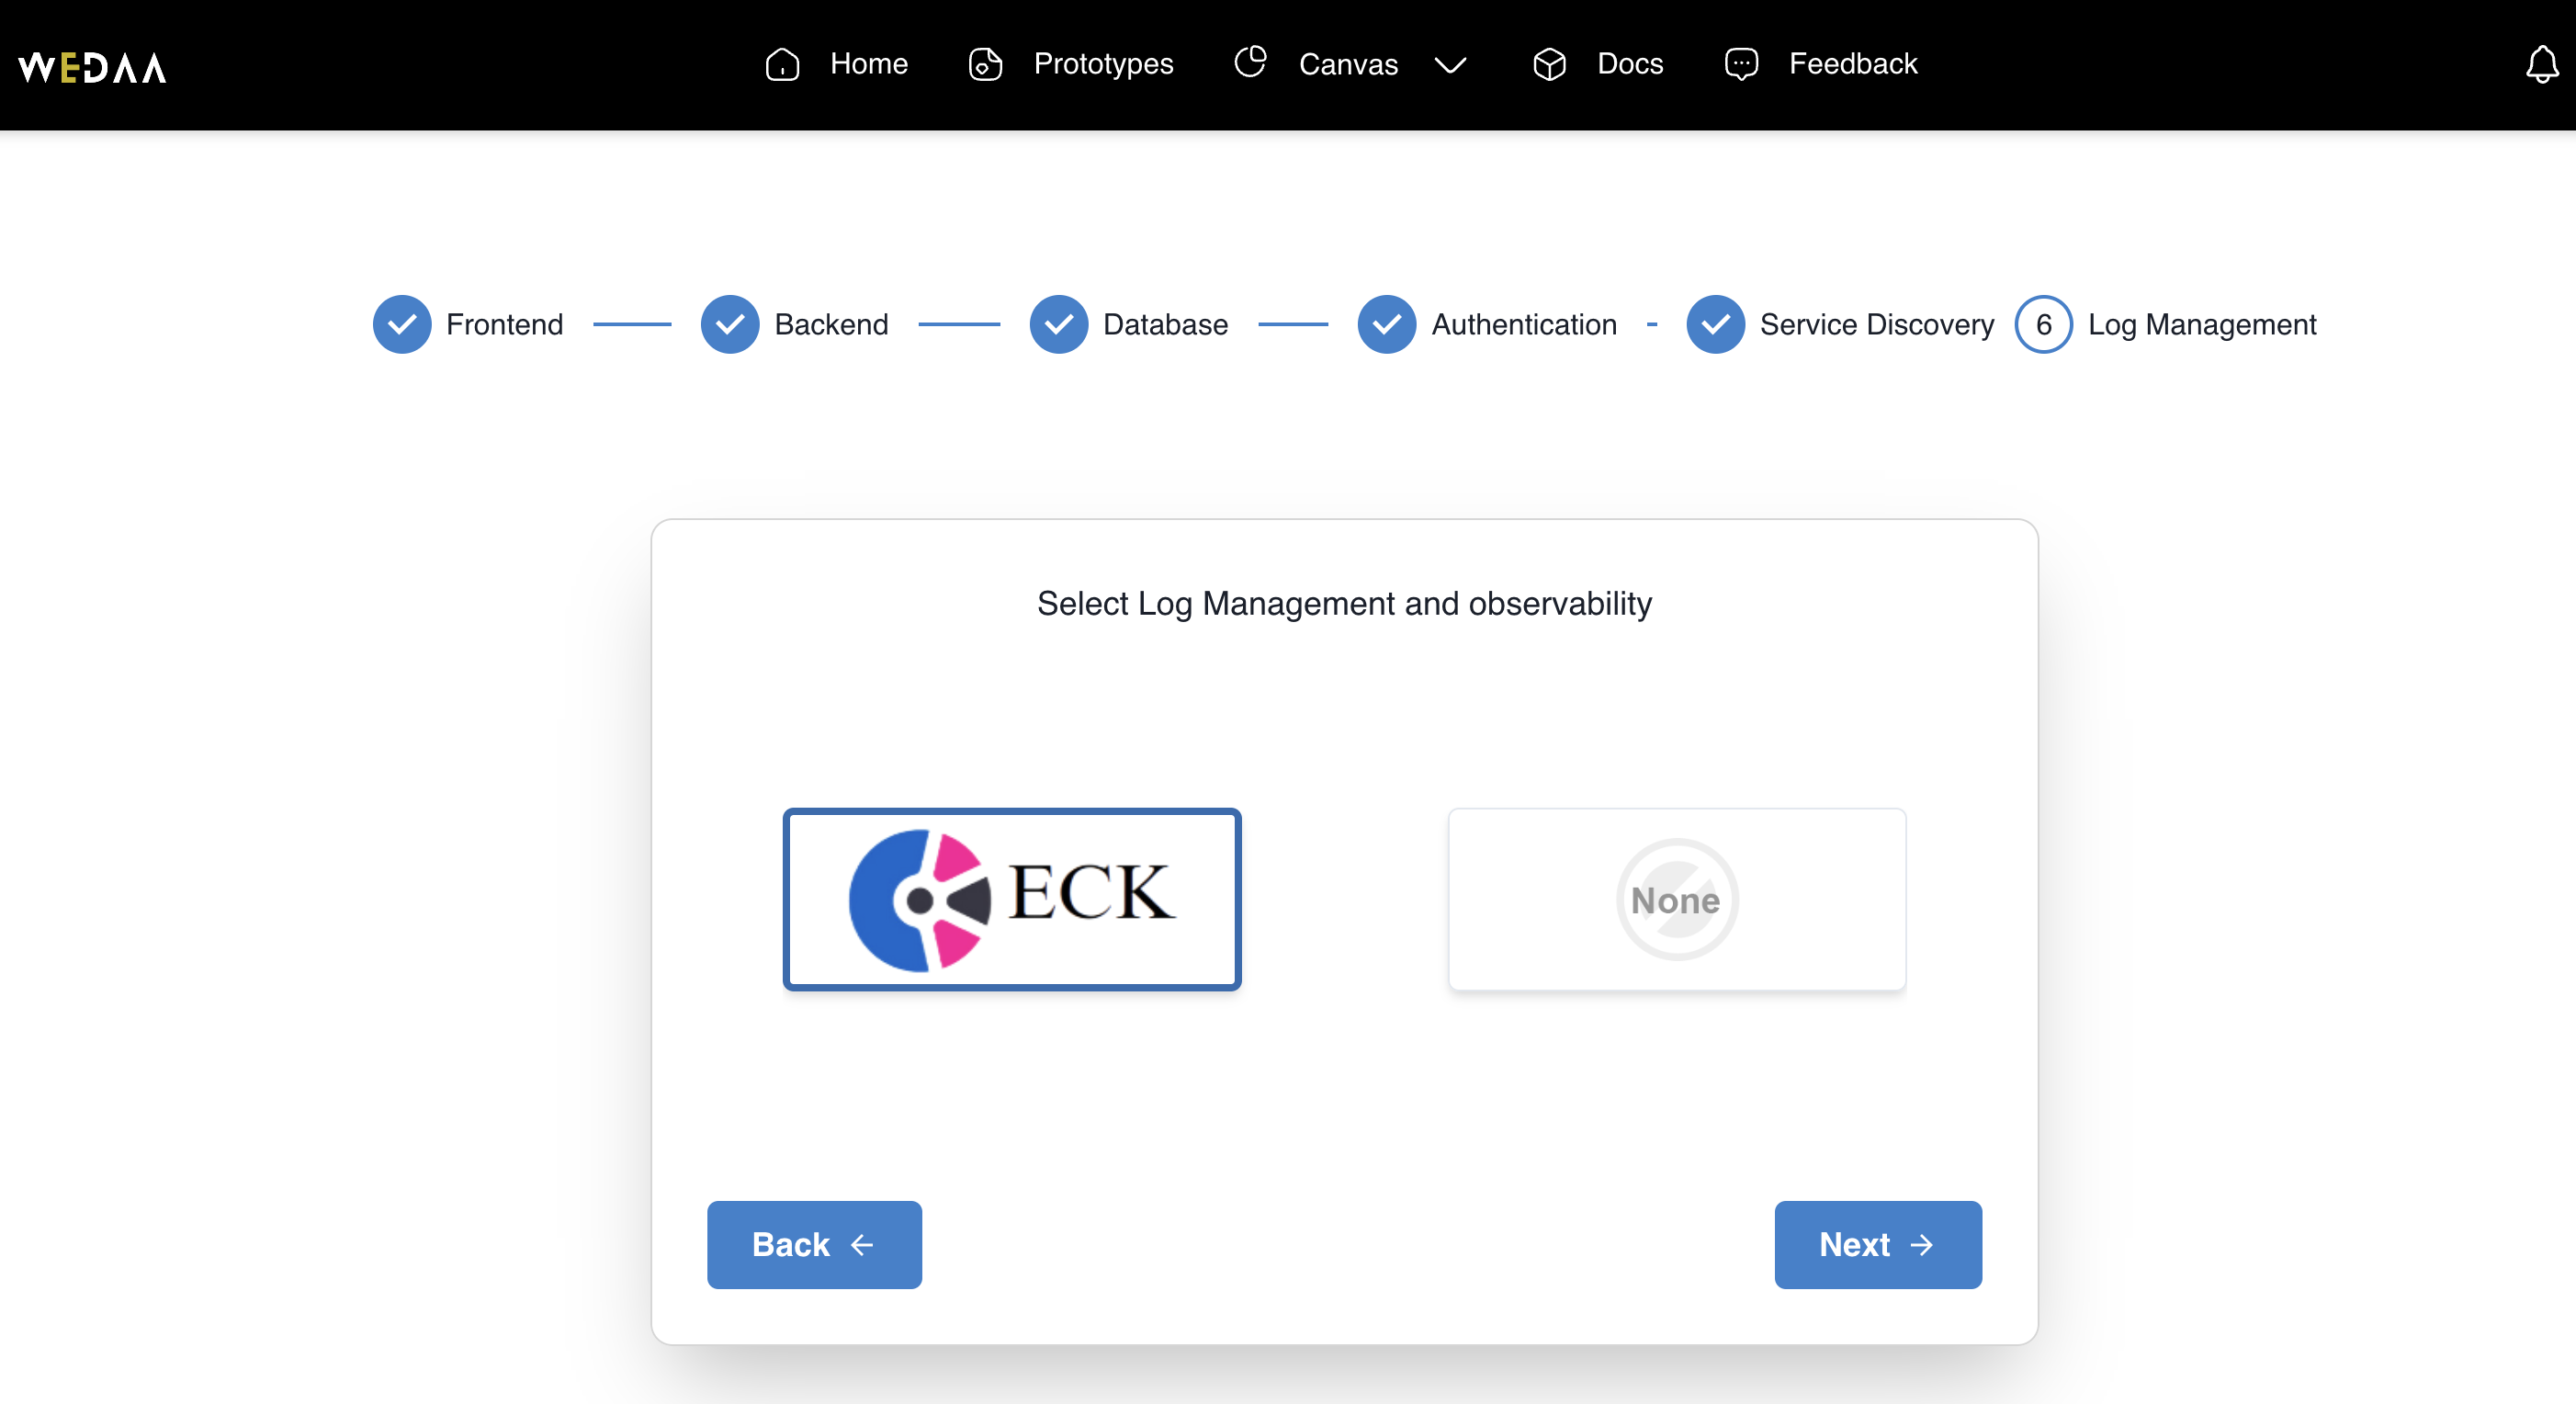 WEDAA
Home Prototypes Canvas Docs Feedback
Frontend Backend Database Authentication Service Discovery 6 Log Management
Select Log Management and observability
ECK None
Back Next